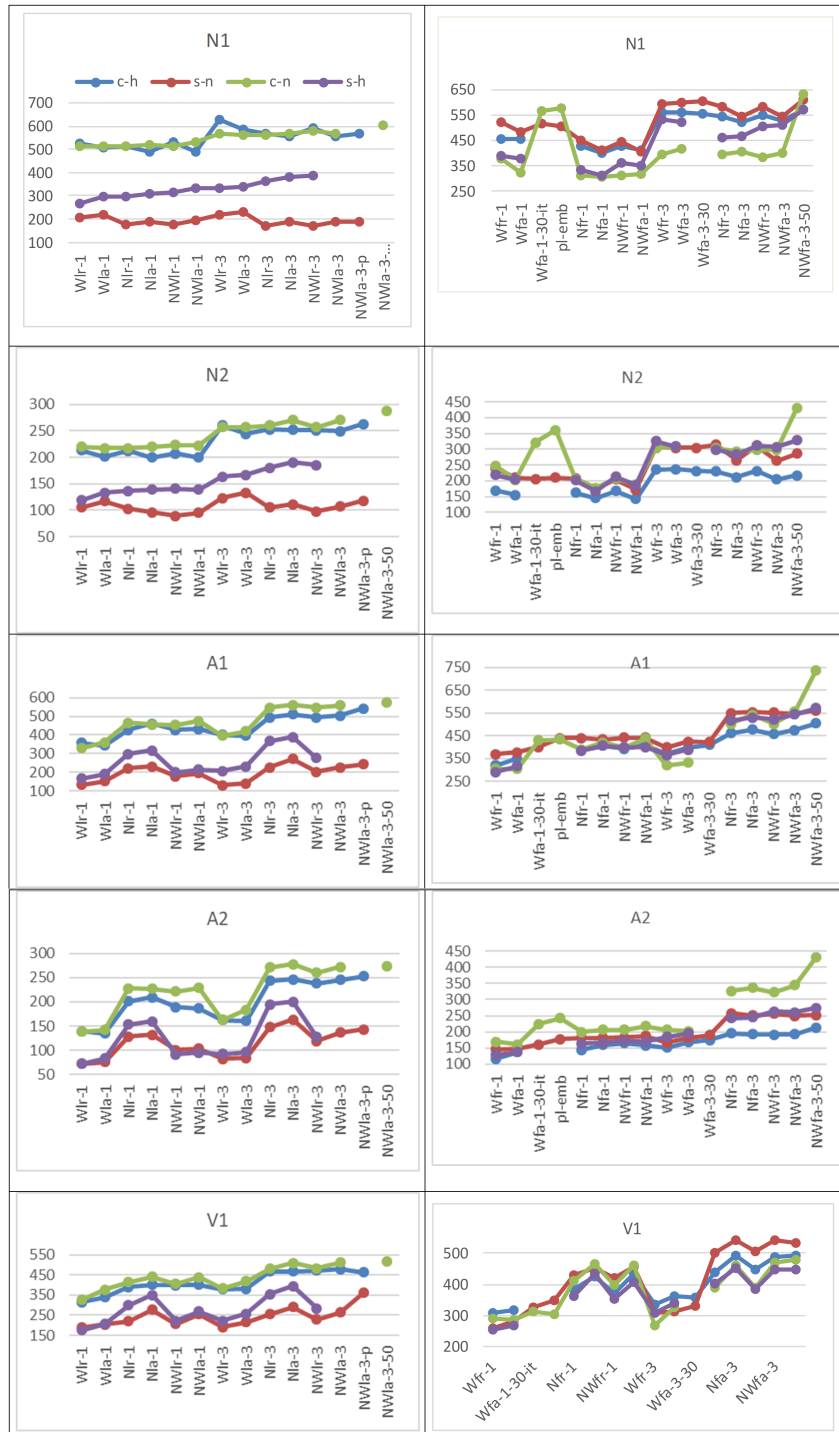 N1
c-h s-n c-n s-h
700
600
500
400
300
200
100
Wlr-1 Wla-1 Nlr-1 Nla-1 NWlr-1 NWla-1 Wlr-3 Wla-3 Nlr-3 Nla-3 NWlr-3 NWla-3 NWla-3-p NWla-3-...
N1
650
550
450
350
250
Wfr-1 Wfa-1 Wfa-1-30-it pl-emb Nfr-1 Nfa-1 NWfr-1 NWfa-1 Wfr-3 Wfa-3 Wfa-3-30 Nfr-3 Nfa-3 NWfr-3 NWfa-3 NWfa-3-50
N2
300
250
200
150
100
50
Wlr-1 Wla-1 Nlr-1 Nla-1 NWlr-1 NWla-1 Wlr-3 Wla-3 Nlr-3 Nla-3 NWlr-3 NWla-3 NWla-3-p NWla-3-50
N2
450
400
350
300
250
200
150
100
Wfr-1 Wfa-1 Wfa-1-30-it pl-emb Nfr-1 Nfa-1 NWfr-1 NWfa-1 Wfr-3 Wfa-3 Wfa-3-30 Nfr-3 Nfa-3 NWfr-3 NWfa-3 NWfa-3-50
A1
600
500
400
300
200
100
Wlr-1 Wla-1 Nlr-1 Nla-1 NWlr-1 NWla-1 Wlr-3 Wla-3 Nlr-3 Nla-3 NWlr-3 NWla-3 NWla-3-p NWla-3-50
A1
750
650
550
450
350
250
Wfr-1 Wfa-1 Wfa-1-30-it pl-emb Nfr-1 Nfa-1 NWfr-1 NWfa-1 Wfr-3 Wfa-3 Wfa-3-30 Nfr-3 Nfa-3 NWfr-3 NWfa-3 NWfa-3-50
A2
300
250
200
150
100
50
Wlr-1 Wla-1 Nlr-1 Nla-1 NWlr-1 NWla-1 Wlr-3 Wla-3 Nlr-3 Nla-3 NWlr-3 NWla-3 NWla-3-p NWla-3-50
A2
450
400
350
300
250
200
150
100
Wfr-1 Wfa-1 Wfa-1-30-it pl-emb Nfr-1 Nfa-1 NWfr-1 NWfa-1 Wfr-3 Wfa-3 Wfa-3-30 Nfr-3 Nfa-3 NWfr-3 NWfa-3 NWfa-3-50
V1
550
450
350
250
150
Wlr-1 Wla-1 Nlr-1 Nla-1 NWlr-1 NWla-1 Wlr-3 Wla-3 Nlr-3 Nla-3 NWlr-3 NWla-3 NWla-3-p NWla-3-50
V1
500
400
300
200
Wfr-1 Wfa-1-30-it Nfr-1 NWfr-1 Wfr-3 Wfa-3-30 Nfa-3 NWfa-3